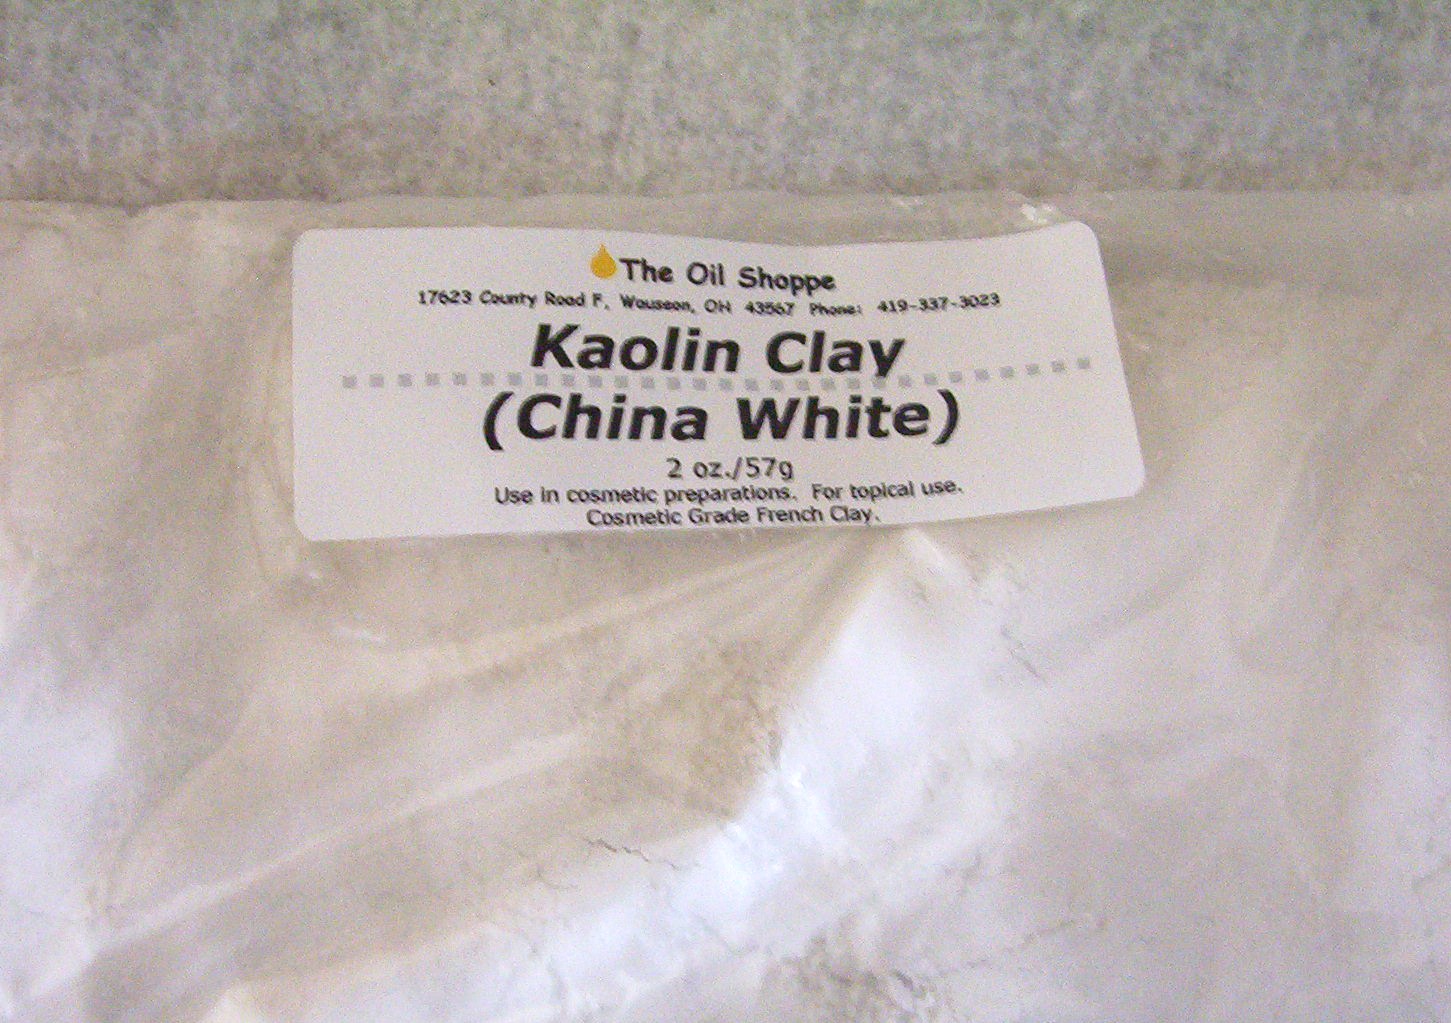 The Oil Shoppe
17623 County Road F, Wauseon, OH 43567 Phone: 419-337-3023
Kaolin Clay
(China White)
2 oz./57g
Use in cosmetic preparations. For topical use.
Cosmetic Grade French Clay.